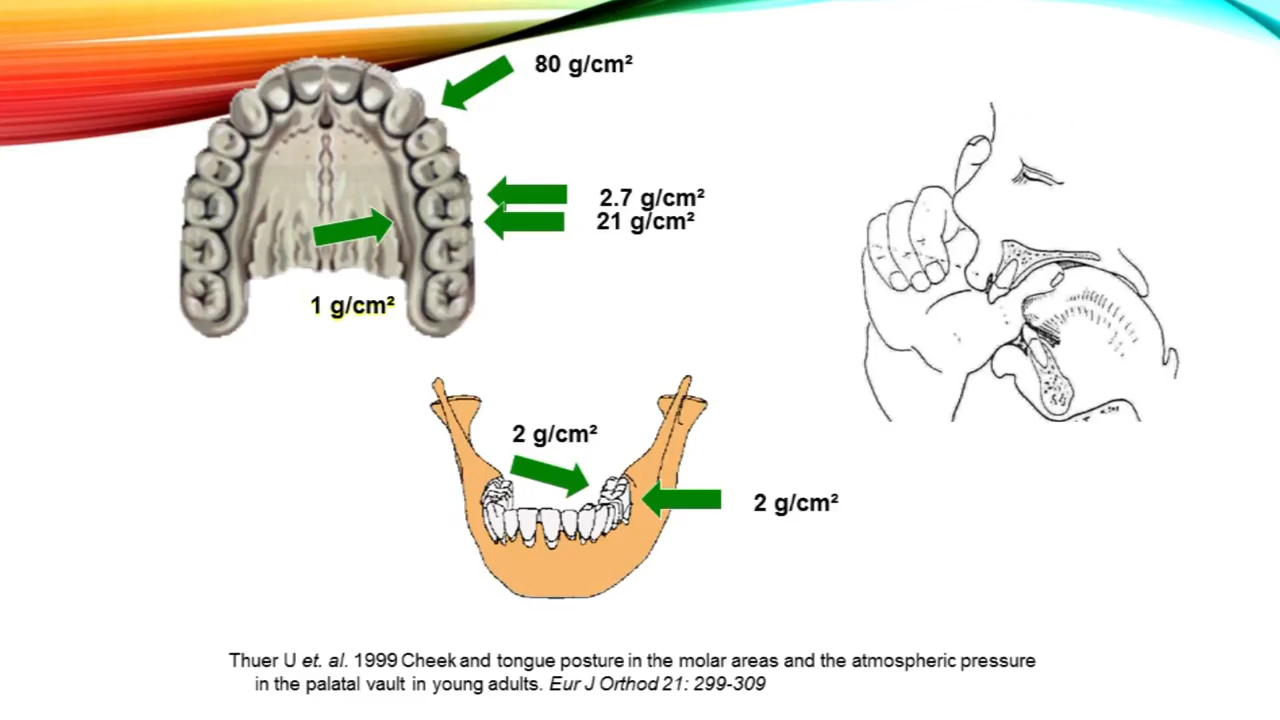 80 g/cm²
2.7 g/cm²
21 g/cm²
1 g/cm²
2 g/cm²
2 g/cm²
Thuer U et. al. 1999 Cheek and tongue posture in the molar areas and the atmospheric pressure
in the palatal vault in young adults. Eur J Orthod 21: 299-309